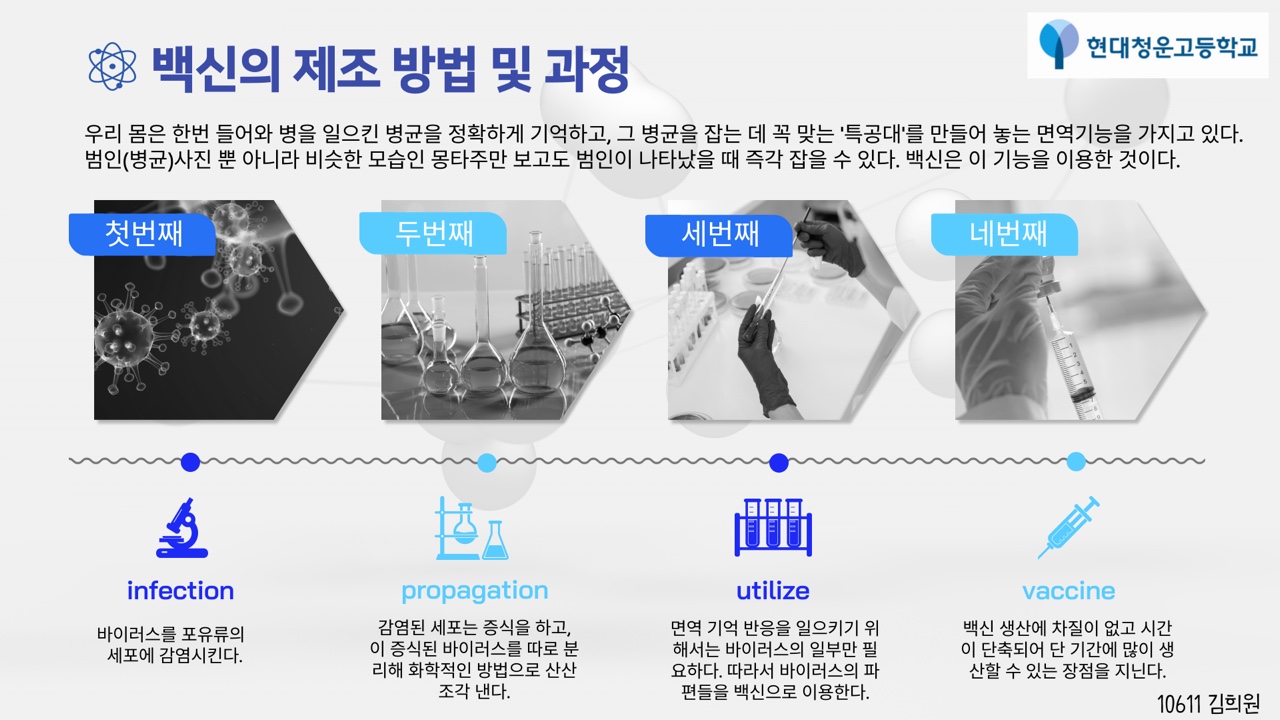 백신의 제조 방법 및 과정
현대청운고등학교
우리 몸은 한번 들어와 병을 일으킨 병균을 정확하게 기억하고, 그 병균을 잡는 데 꼭 맞는 '특공대'를 만들어 놓는 면역기능을 가지고 있다.
범인(병균)사진 뿐 아니라 비슷한 모습인 몽타주만 보고도 범인이 나타났을 때 즉각 잡을 수 있다. 백신은 이 기능을 이용한 것이다.
첫번째
두번째
세번째
네번째
infection
바이러스를 포유류의
세포에 감염시킨다.
propagation
감염된 세포는 증식을 하고,
이 증식된 바이러스를 따로 분
리해 화학적인 방법으로 산산
조각 낸다.
utilize
면역 기억 반응을 일으키기 위
해서는 바이러스의 일부만 필
요하다. 따라서 바이러스의 파
편들을 백신으로 이용한다.
vaccine
백신 생산에 차질이 없고 시간
이 단축되어 단 기간에 많이 생
산할 수 있는 장점을 지닌다.
10611 김희원